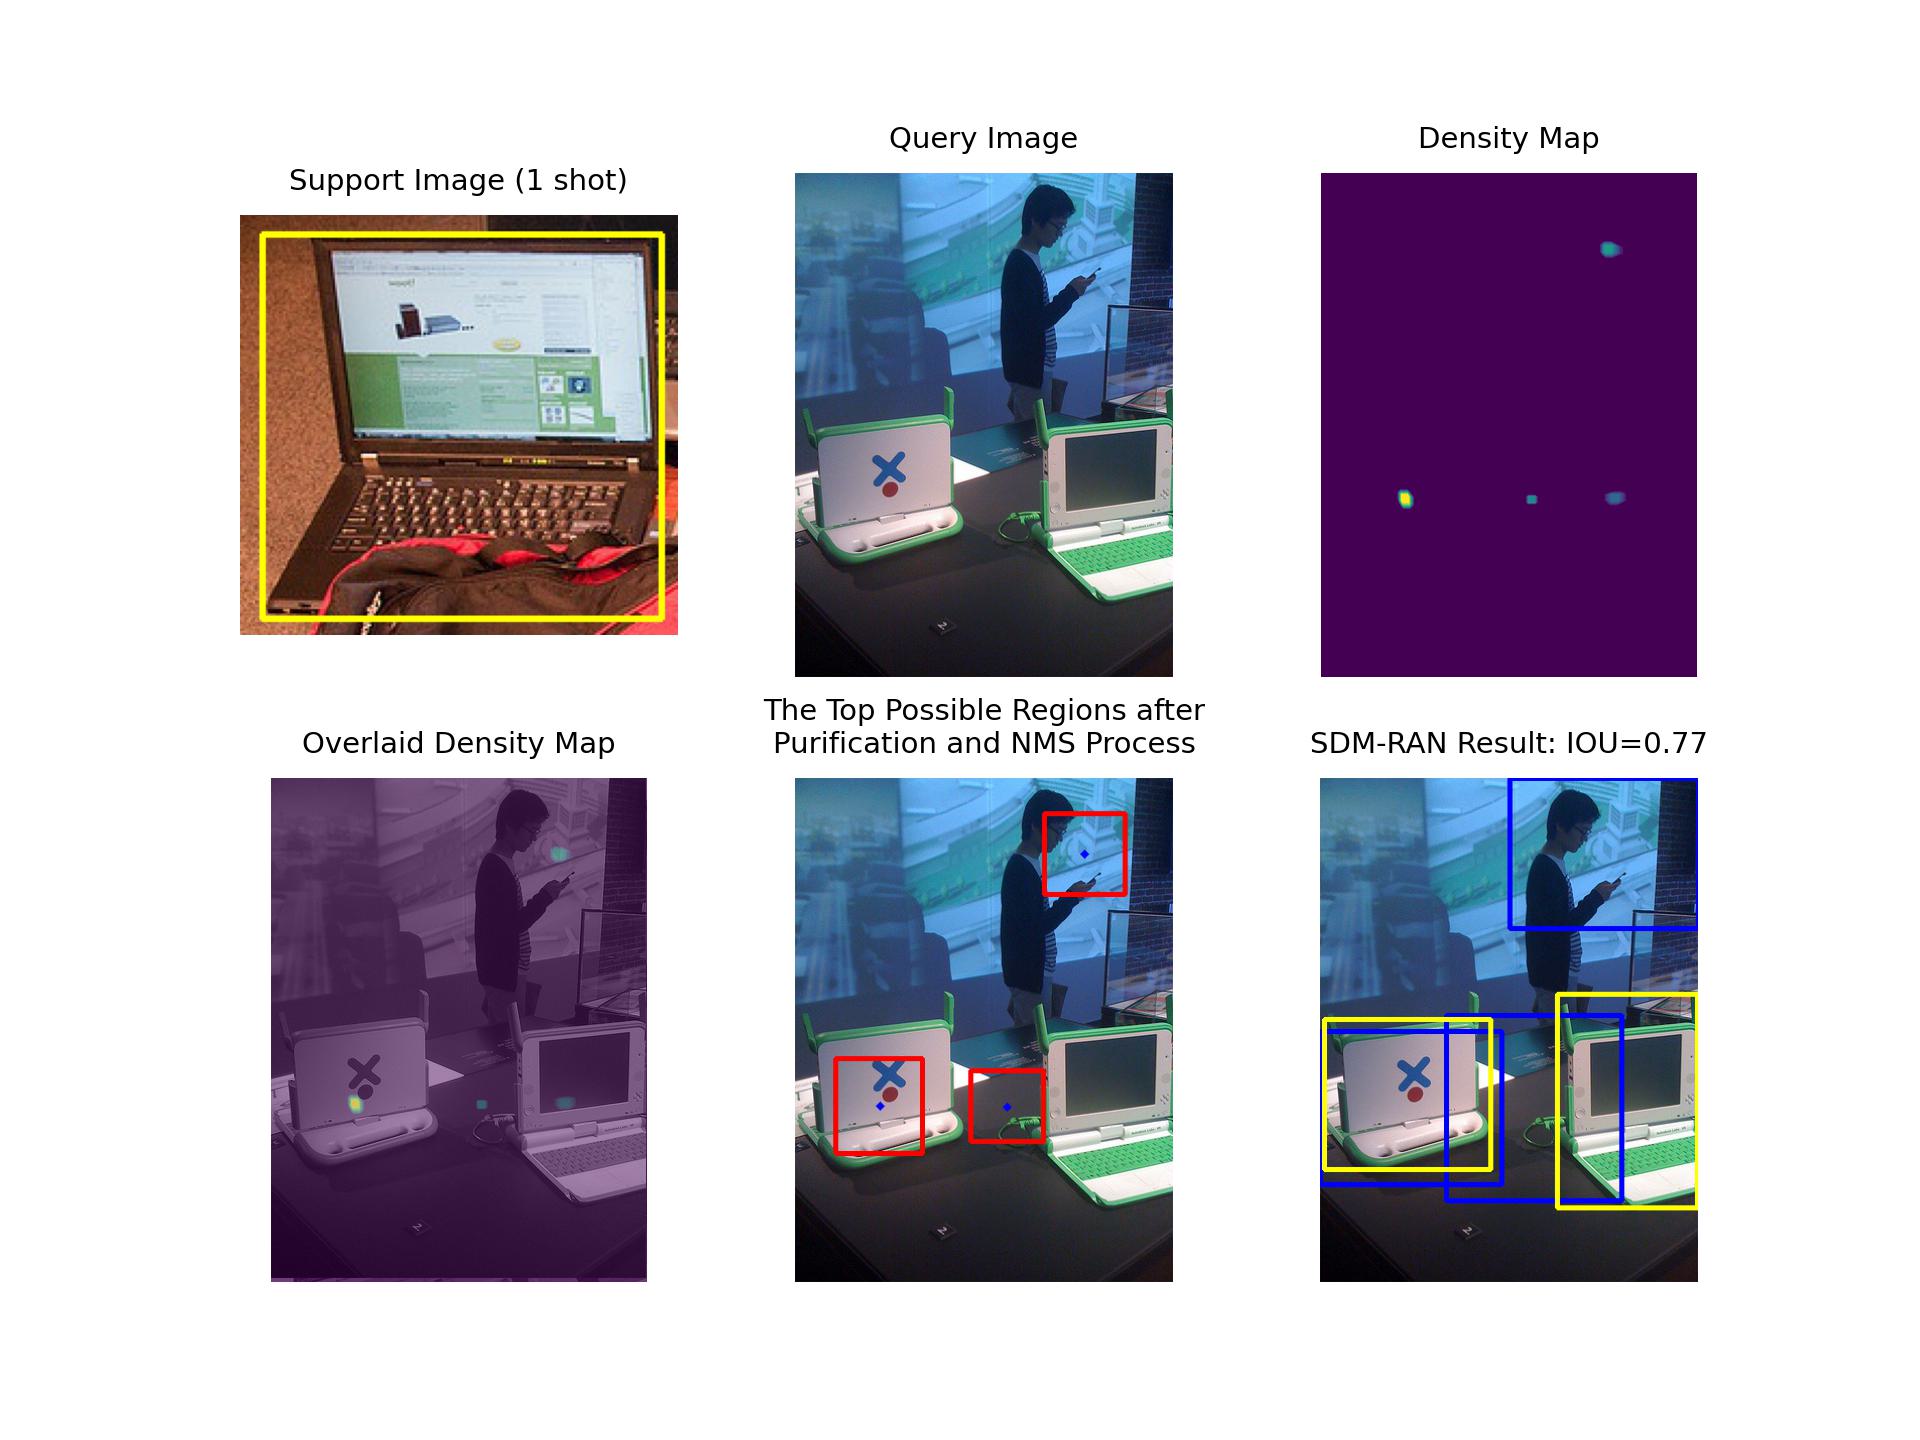 Query Image
Density Map
Support Image (1 shot)
woot!
The Top Possible Regions after
Purification and NMS Process
Overlaid Density Map
SDM-RAN Result: IOU=0.77